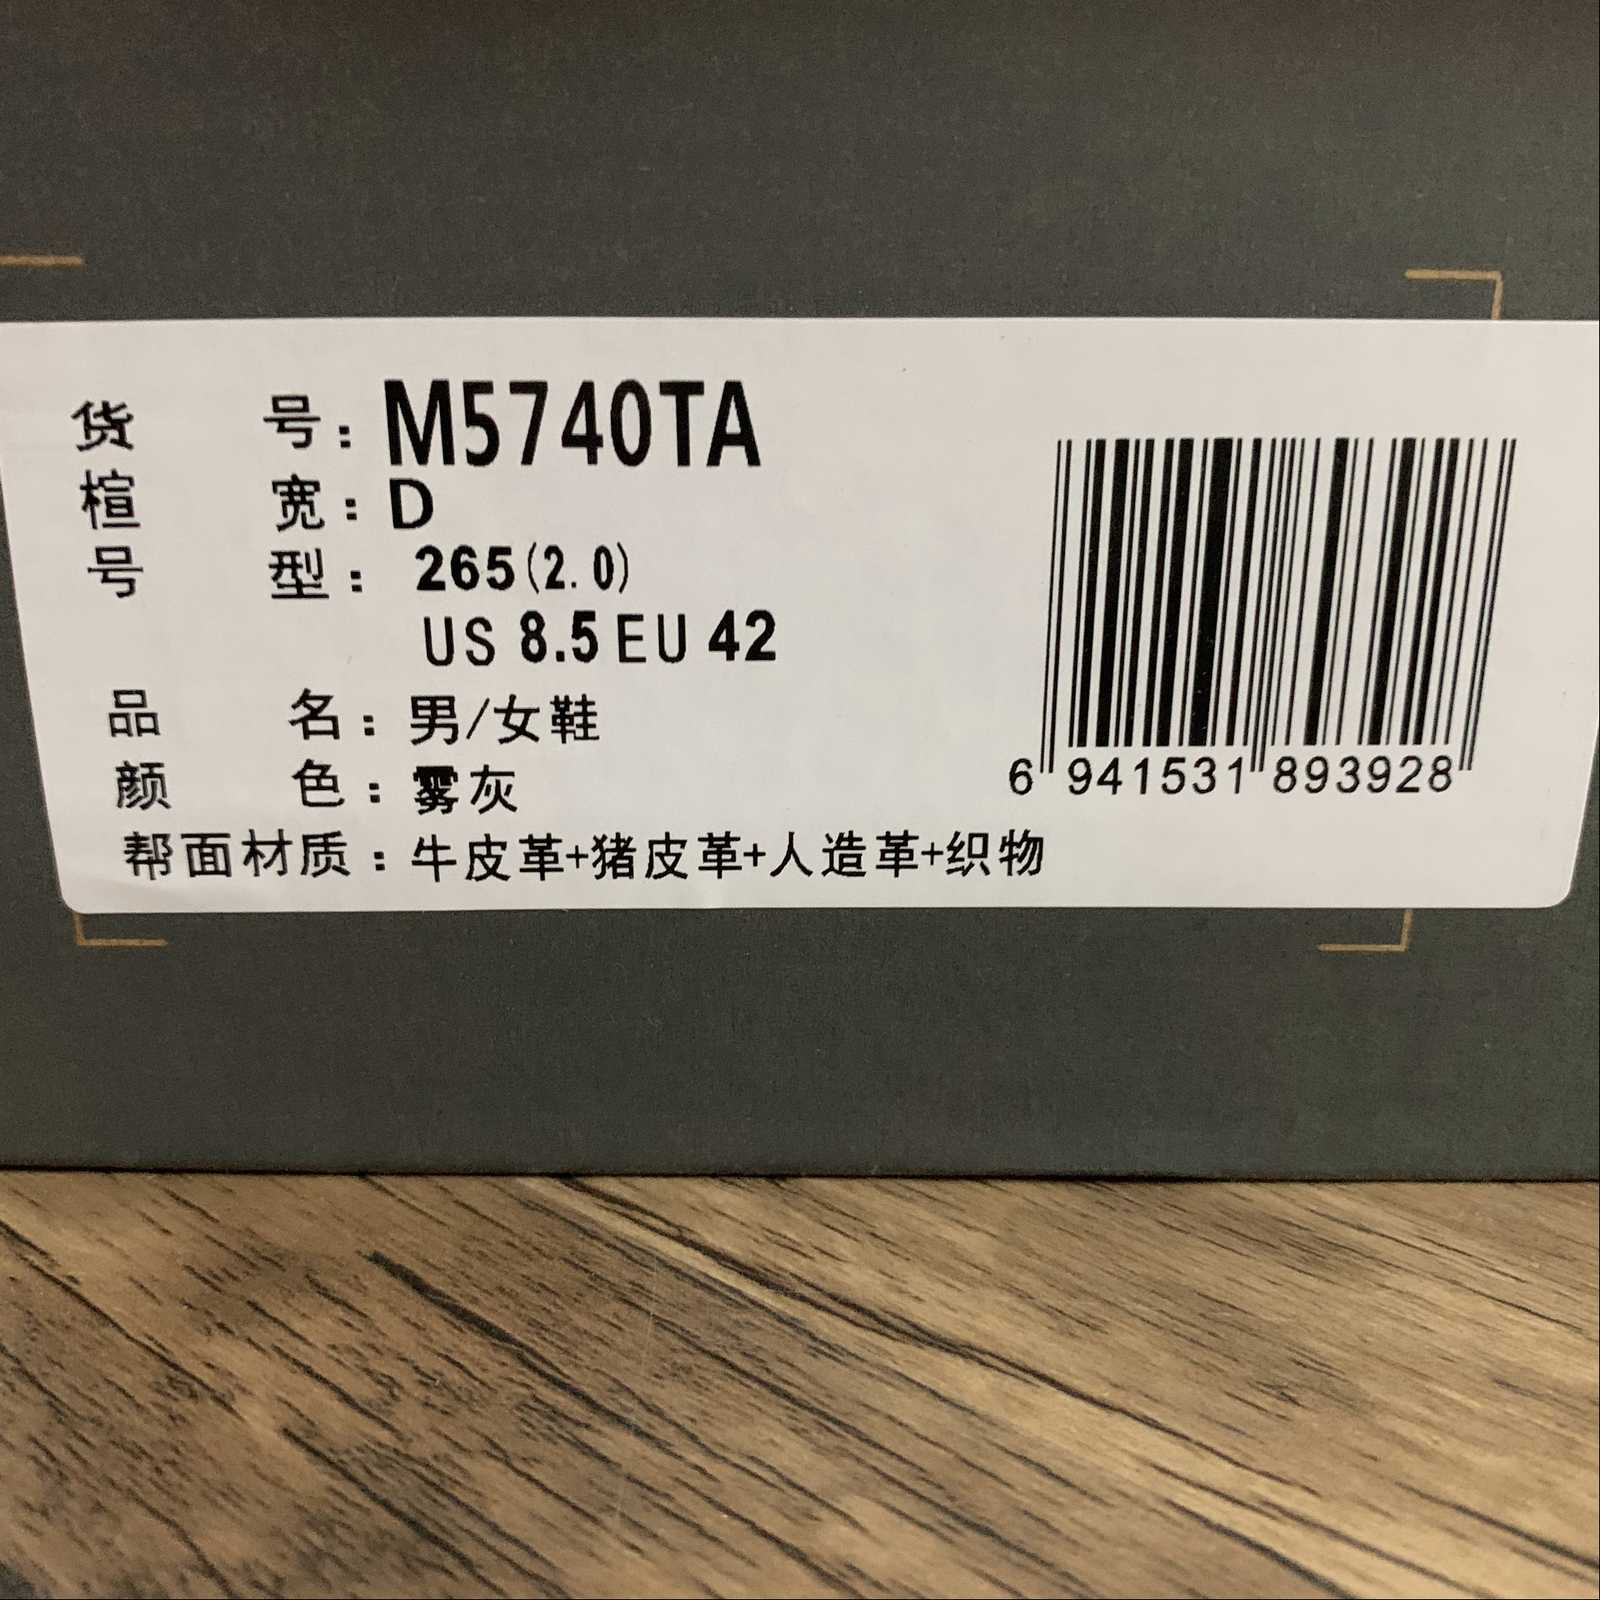 货 号：M5740TA
楦 宽：D
号 型：265(2.0)
US 8.5 EU 42
品 名：男/女鞋
颜 色：雾灰
帮面材质：牛皮革+猪皮革+人造革+织物
6 941531 893928